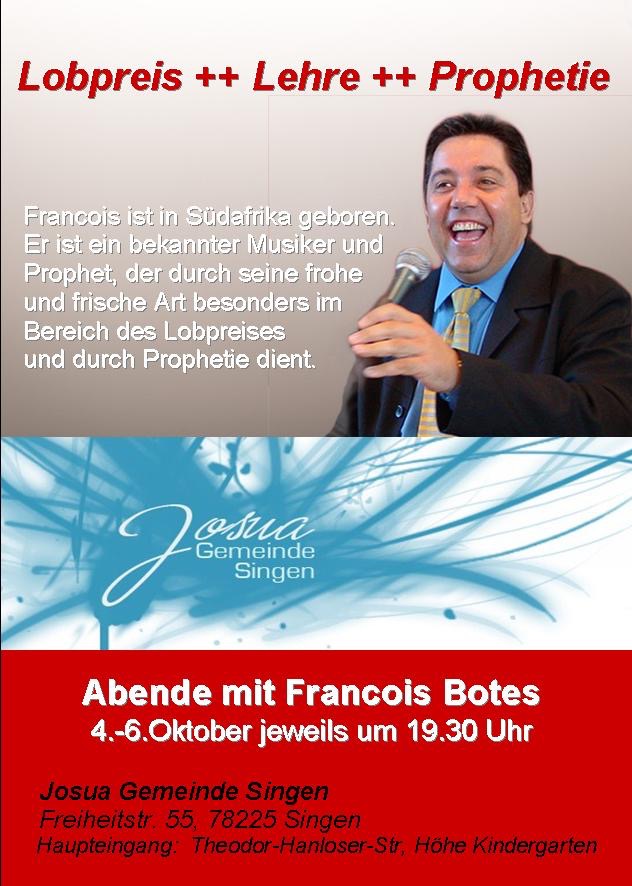 Lobpreis ++ Lehre ++ Prophetie
Francois ist in Südafrika geboren.
Er ist ein bekannter Musiker und
Prophet, der durch seine frohe
und frische Art besonders im
Bereich des Lobpreises
und durch Prophetie dient.
Josua
Gemeinde
Singen
Abende mit Francois Botes
4.-6.Oktober jeweils um 19.30 Uhr
Josua Gemeinde Singen
Freiheitstr. 55, 78225 Singen
Haupteingang: Theodor-Hanloser-Str, Höhe Kindergarten